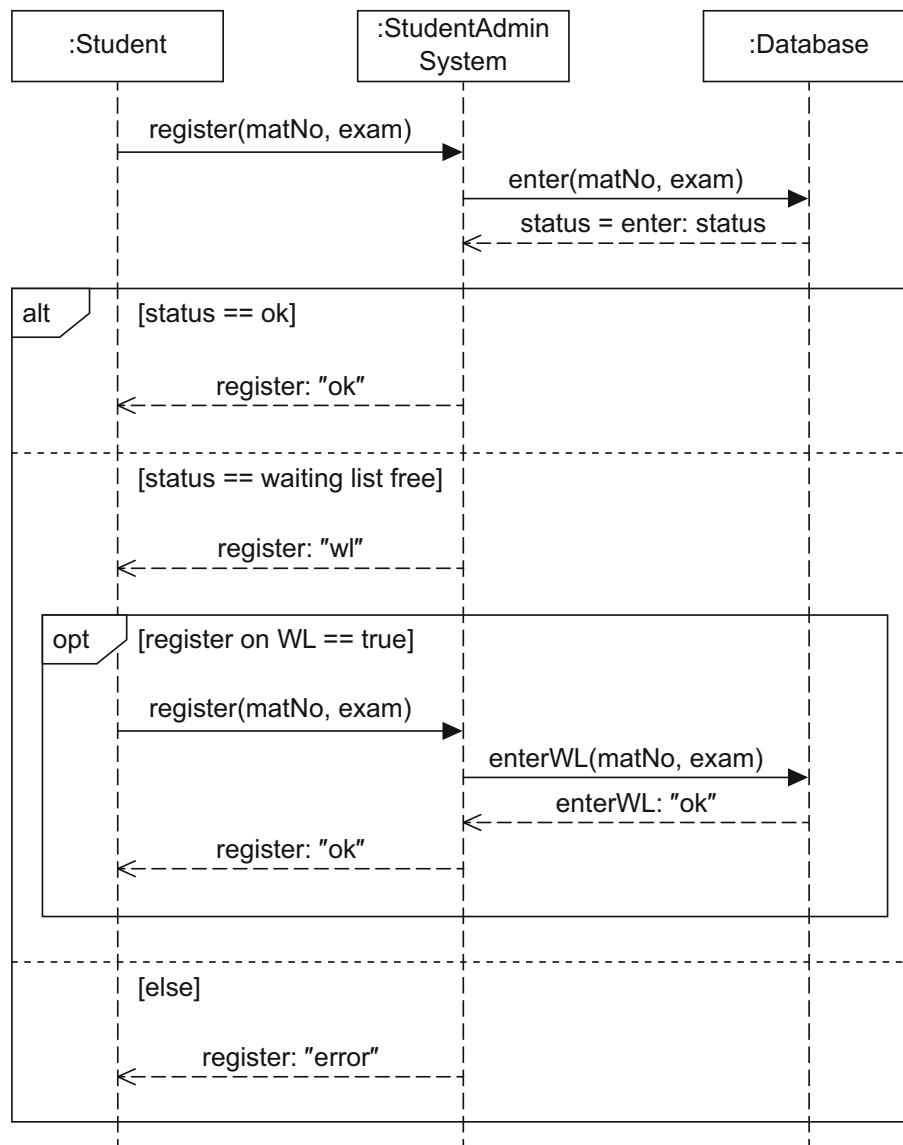 :Student
:StudentAdmin
System
:Database
register(matNo, exam)
enter(matNo, exam)
status = enter: status
alt
[status == ok]
register: "ok"
[status == waiting list free]
register: "wl"
opt
[register on WL == true]
register(matNo, exam)
enterWL(matNo, exam)
enterWL: "ok"
register: "ok"
[else]
register: "error"